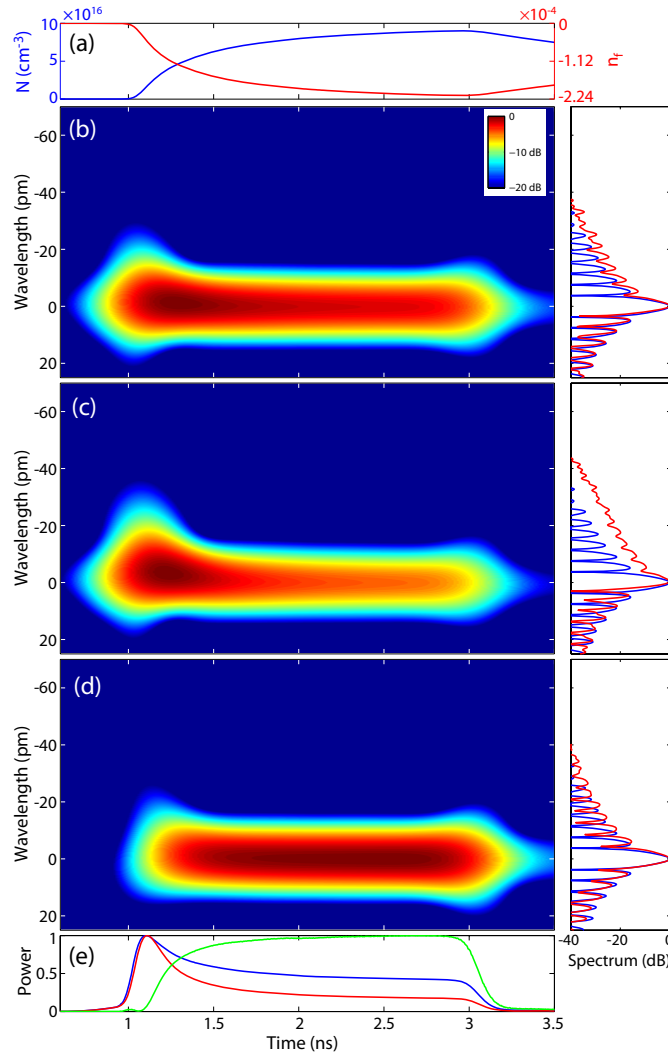 ×10^16
×10^-4
10
5
0
N (cm^-3)
(a)
0
-1.12
-2.24
n_f
(b)
0
−10 dB
−20 dB
-60
-40
-20
0
20
Wavelength (pm)
(c)
-60
-40
-20
0
20
Wavelength (pm)
(d)
-60
-40
-20
0
20
Wavelength (pm)
-40
-20
0
Spectrum (dB)
(e)
1
0.5
0
Power
1
1.5
2
2.5
3
3.5
Time (ns)